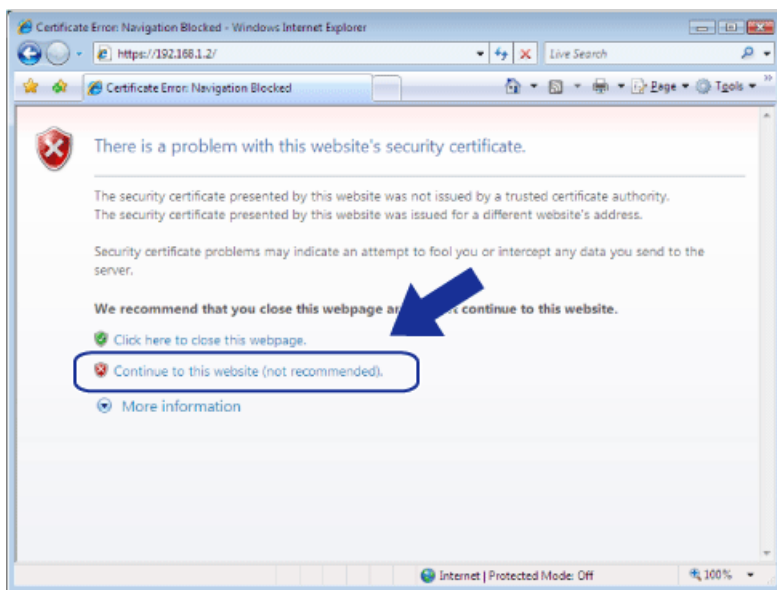 Certificate Error: Navigation Blocked - Windows Internet Explorer
https://192.168.1.2/
Live Search
Certificate Error: Navigation Blocked
Page
Tools
There is a problem with this website's security certificate.
The security certificate presented by this website was not issued by a trusted certificate authority.
The security certificate presented by this website was issued for a different website's address.
Security certificate problems may indicate an attempt to fool you or intercept any data you send to the
server.
We recommend that you close this webpage continue to this website.
Click here to close this webpage.
Continue to this website (not recommended).
More information
Internet | Protected Mode: Off
100%